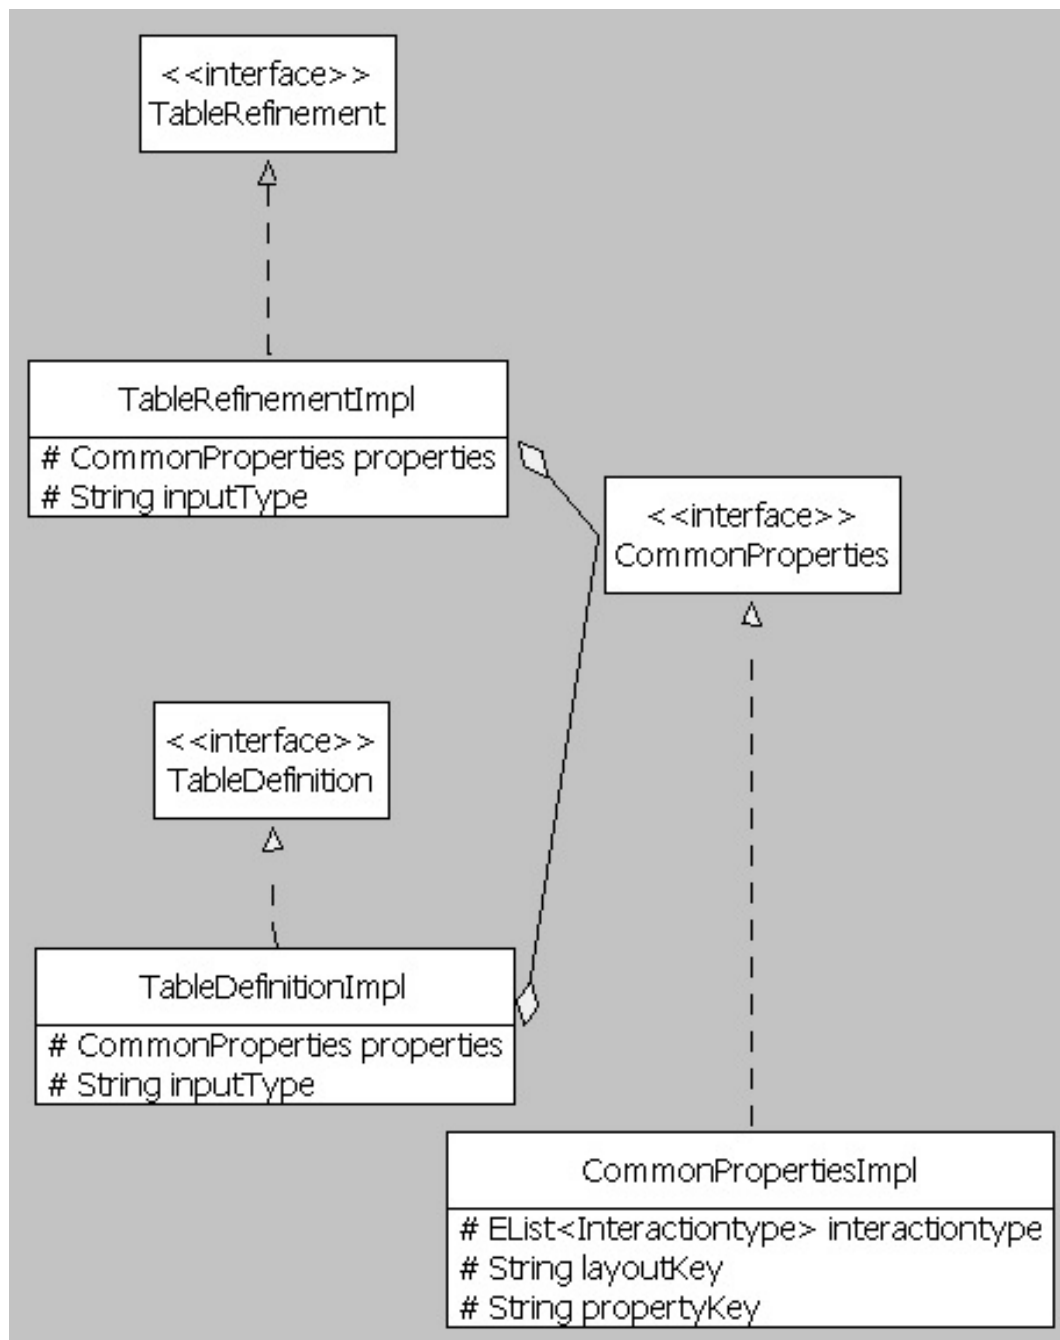 <<interface>>
TableRefinement
TableRefinementImpl
# CommonProperties properties
# String inputType
<<interface>>
CommonProperties
<<interface>>
TableDefinition
TableDefinitionImpl
# CommonProperties properties
# String inputType
CommonPropertiesImpl
# EList<Interactiontype> interactiontype
# String layoutKey
# String propertyKey